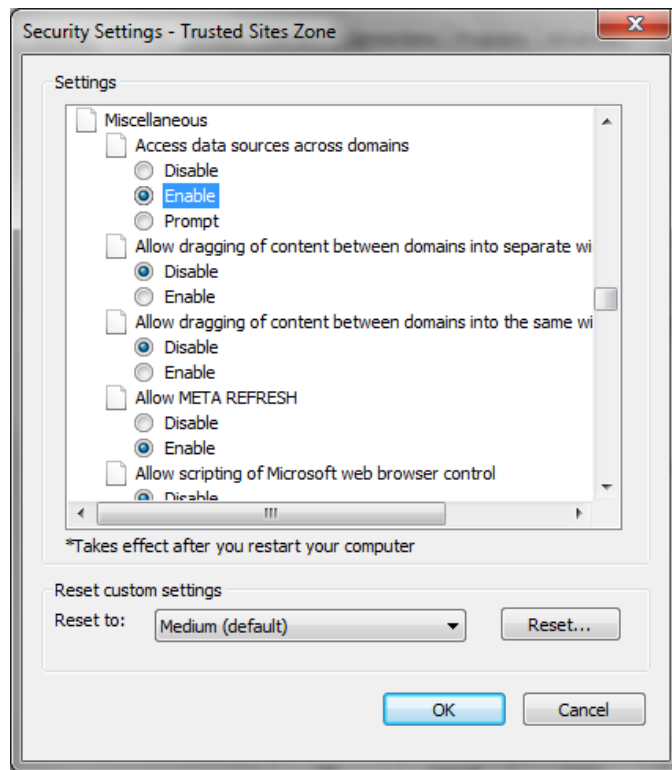 Security Settings - Trusted Sites Zone
Settings
Miscellaneous
Access data sources across domains
Disable
Enable
Prompt
Allow dragging of content between domains into separate wi
Disable
Enable
Allow dragging of content between domains into the same wi
Disable
Enable
Allow META REFRESH
Disable
Enable
Allow scripting of Microsoft web browser control
Disable
*Takes effect after you restart your computer
Reset custom settings
Reset to: Medium (default) Reset...
OK Cancel